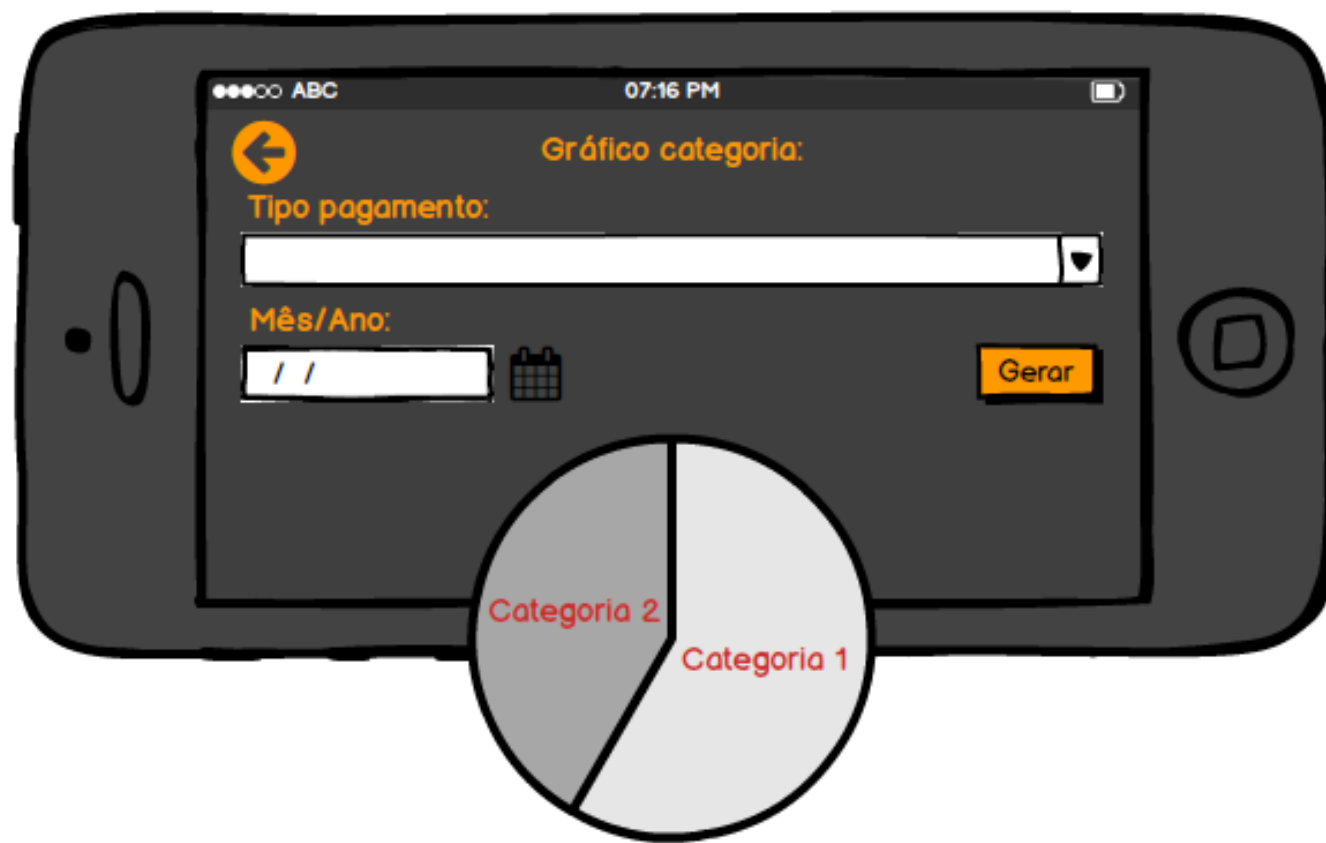 ABC 07:16 PM
Gráfico categoria:
Tipo pagamento:
Mês/Ano:
/ / Gerar
Categoria 2
Categoria 1